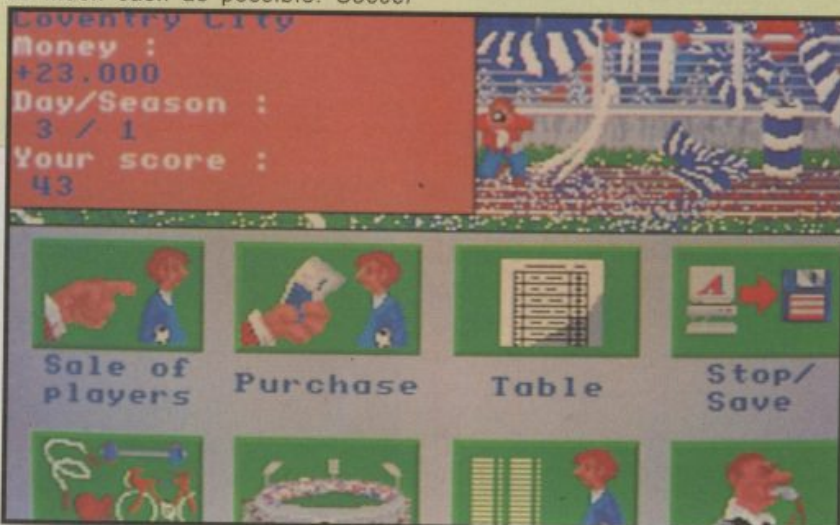 Coventry City
Money :
+23.000
Day/Season :
3 / 1
Your score :
43
Sale of players
Purchase
Table
Stop/
Save
A